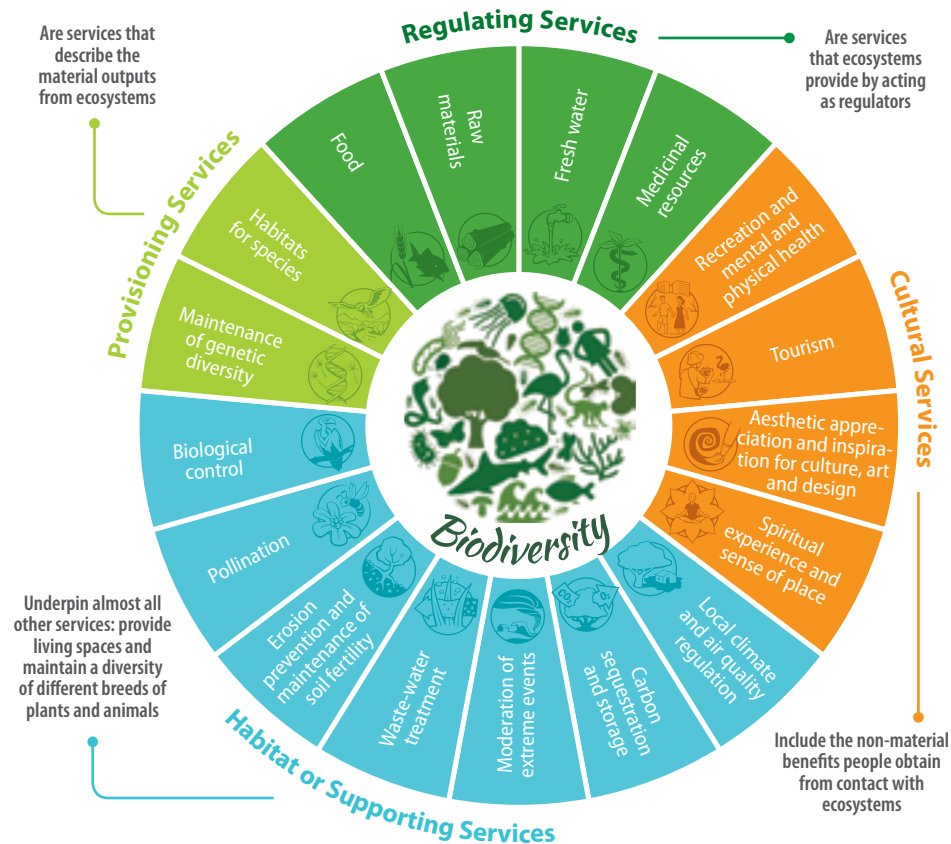 Regulating Services
Are services that
describe the
material outputs
from ecosystems
Are services
that ecosystems
provide by acting
as regulators
Provisioning Services
Cultural Services
Habitat or Supporting Services
Food
Raw
materials
Fresh water
Medicinal
resources
Recreation and
mental and
physical health
Tourism
Aesthetic appre-
ciation and inspira-
tion for culture, art
and design
Spiritual
experience and
sense of place
Local climate
and air quality
regulation
Carbon
sequestration
and storage
CO₂
O₂
Moderation of
extreme events
Waste-water
treatment
Erosion
prevention and
maintenance of
soil fertility
Pollination
Biological
control
Maintenance
of genetic
diversity
Habitats
for species
Biodiversity
Underpin almost all
other services: provide
living spaces and
maintain a diversity
of different breeds of
plants and animals
Include the non-material
benefits people obtain
from contact with
ecosystems